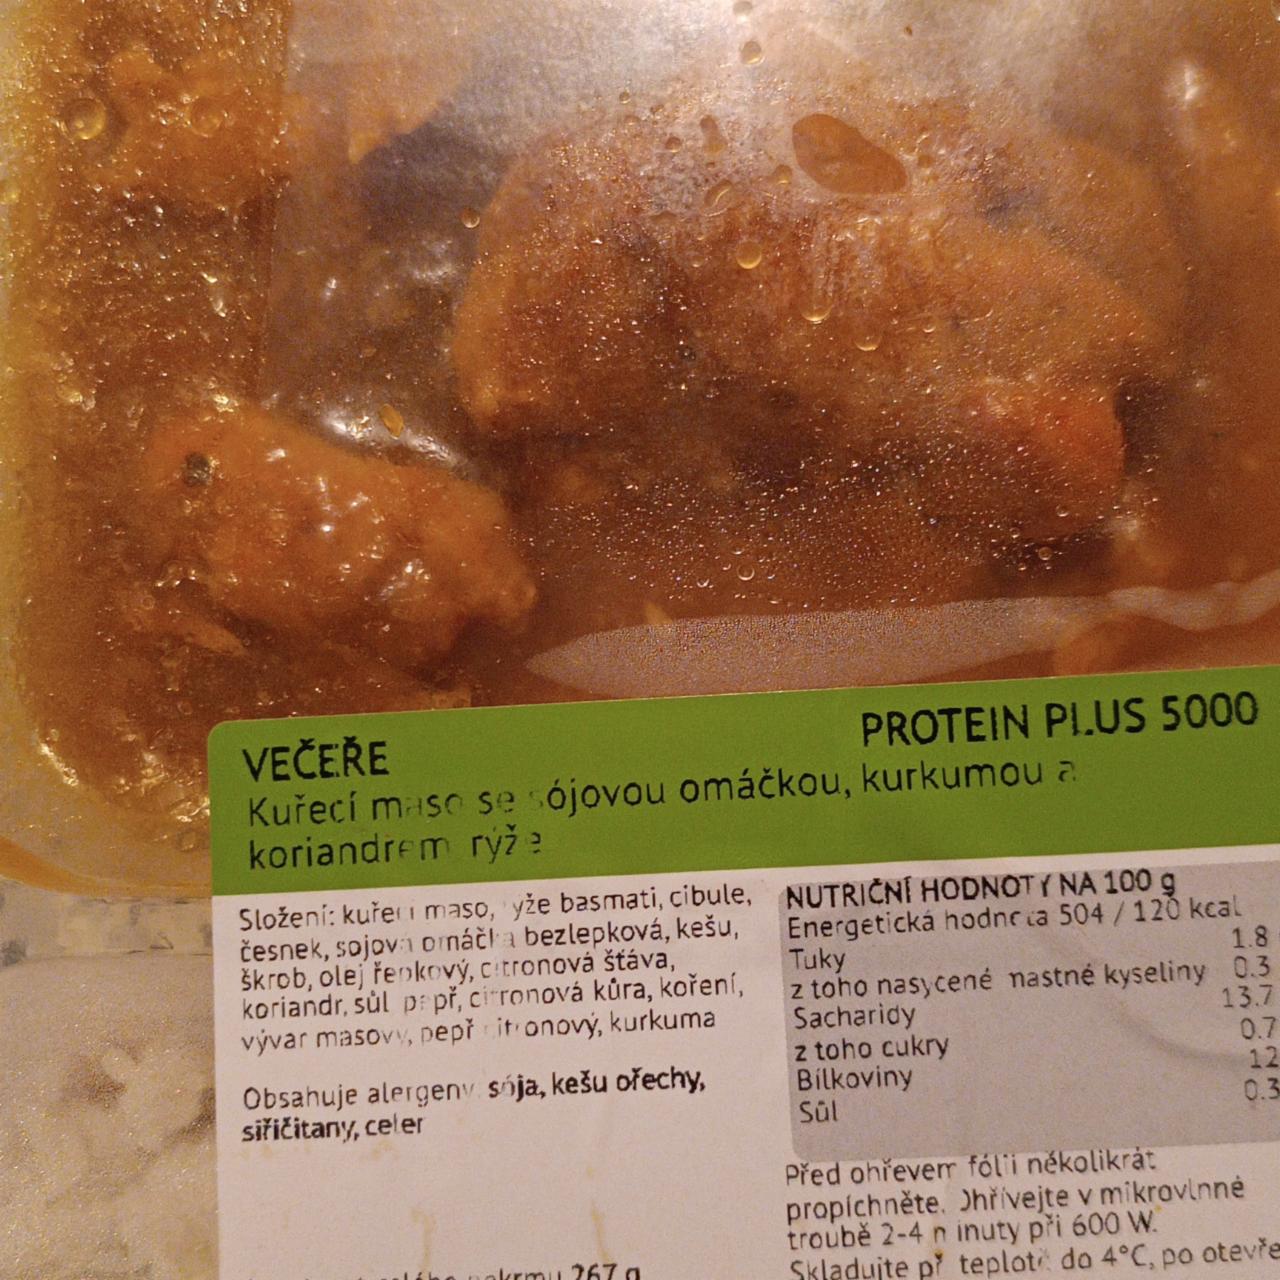 VEČEŘE
PROTEIN PLUS 5000
Kuřecí maso se sójovou omáčkou, kurkumou a
koriandrem rýže
Složení: kuřecí maso, rýže basmati, cibule,
česnek, sojová omáčka bezlepková, kešu,
škrob, olej řepkový, citronová šťáva,
koriandr, sůl pepř, citronová kůra, koření,
vývar masový, pepř citronový, kurkuma
Obsahuje alergeny sója, kešu ořechy,
siřičitany, celer
NUTRIČNÍ HODNOTY NA 100 g
Energetická hodnota 504 / 120 kcal
Tuky 1.8
z toho nasycené mastné kyseliny 0.3
Sacharidy 13.7
z toho cukry 0.7
Bílkoviny 12
Sůl 0.3
Před ohřevem fólii několikrát
propíchněte. Ohřívejte v mikrovlnné
troubě 2-4 minuty při 600 W.
Skladujte při teplotě do 4°C, po
267 g